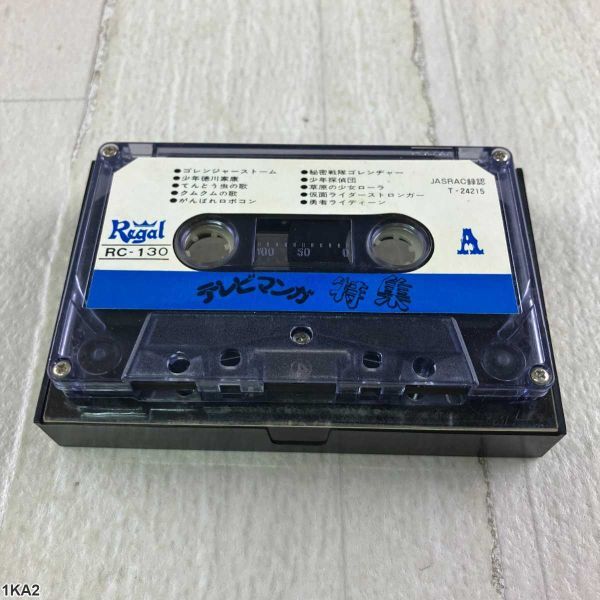 ●ゴレンジャーストーム
●少年徳川家康
●てんとう虫の歌
●クムクムの歌
●がんばれロボコン
●秘密戦隊ゴレンヂャー
●少年探偵団
●草原の少女ローラ
●仮面ライダーストロンガー
●勇者ライディーン
JASRAC録認
T-24215
Regal
RC-130
100 50 0
A
テレビマンガ
1KA2